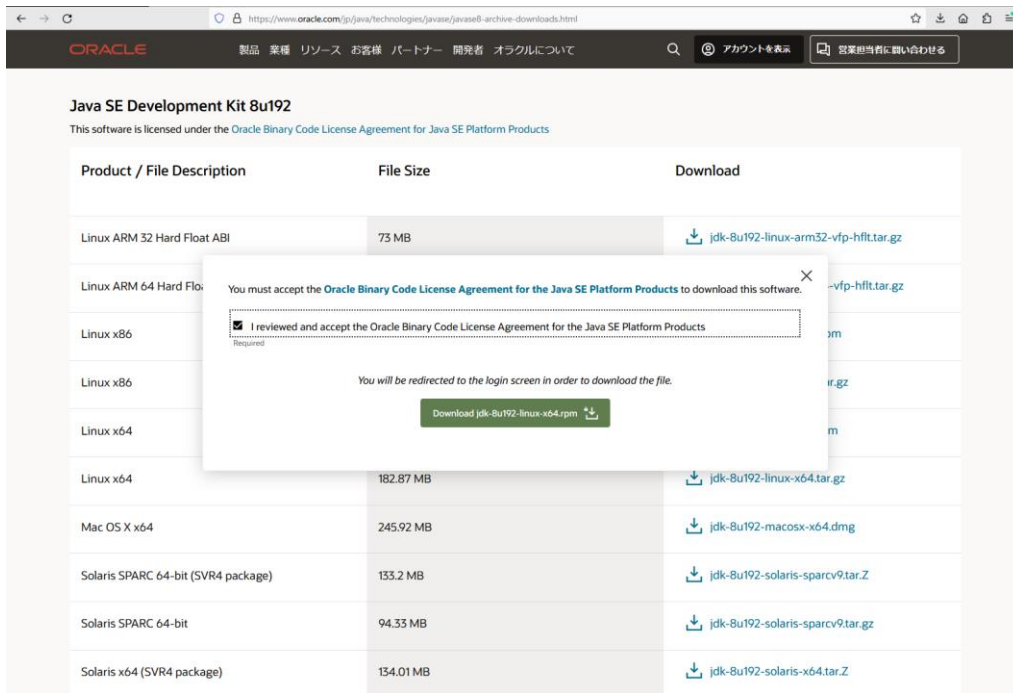 https://www.oracle.com/jp/java/technologies/javase/javase8-archive-downloads.html
ORACLE 製品 業種 リソース お客様 パートナー 開発者 オラクルについて アカウントを表示 営業担当者に問い合わせる
Java SE Development Kit 8u192
This software is licensed under the Oracle Binary Code License Agreement for Java SE Platform Products
Product / File Description File Size Download
Linux ARM 32 Hard Float ABI 73 MB jdk-8u192-linux-arm32-vfp-hflt.tar.gz
Linux ARM 64 Hard Flo -vfp-hflt.tar.gz
You must accept the Oracle Binary Code License Agreement for the Java SE Platform Products to download this software.
I reviewed and accept the Oracle Binary Code License Agreement for the Java SE Platform Products
Required
Linux x86
You will be redirected to the login screen in order to download the file.
Linux x86 r.gz
Download jdk-8u192-linux-x64.rpm
Linux x64 m
Linux x64 182.87 MB jdk-8u192-linux-x64.tar.gz
Mac OS X x64 245.92 MB jdk-8u192-macosx-x64.dmg
Solaris SPARC 64-bit (SVR4 package) 133.2 MB jdk-8u192-solaris-sparcv9.tar.Z
Solaris SPARC 64-bit 94.33 MB jdk-8u192-solaris-sparcv9.tar.gz
Solaris x64 (SVR4 package) 134.01 MB jdk-8u192-solaris-x64.tar.Z